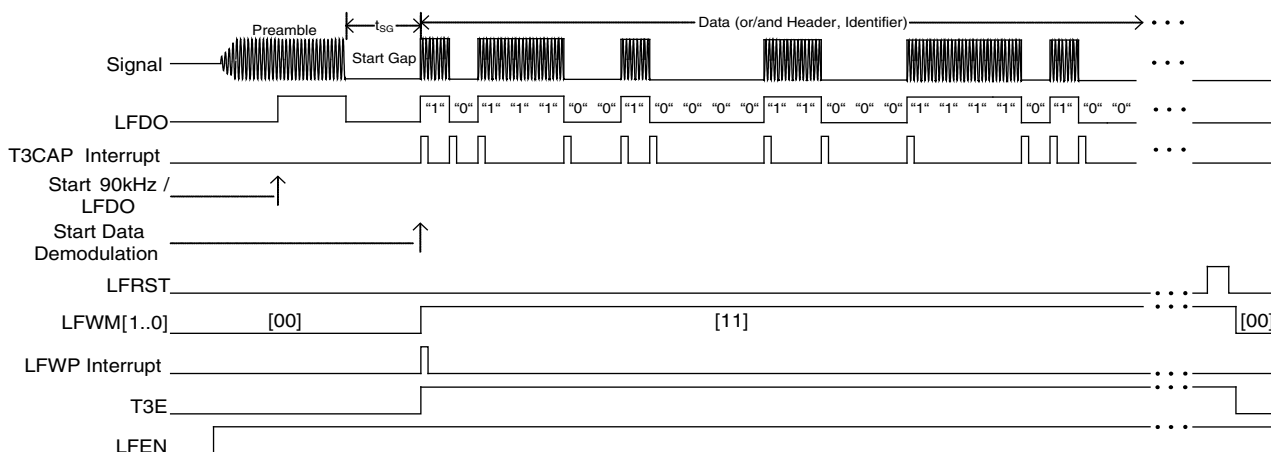 Preamble
tSG
Data (or/and Header, Identifier)
Signal
Start Gap
LFDO
“1“ “0“ “1“ “1“ “1“ “0“ “0“ “1“ “0“ “0“ “0“ “0“ “1“ “1“ “0“ “0“ “0“ “1“ “1“ “1“ “1“ “0“ “1“ “0“ “0“
T3CAP Interrupt
Start 90kHz /
LFDO
Start Data
Demodulation
LFRST
LFWM[1..0]
[00]
[11]
[00]
LFWP Interrupt
T3E
LFEN